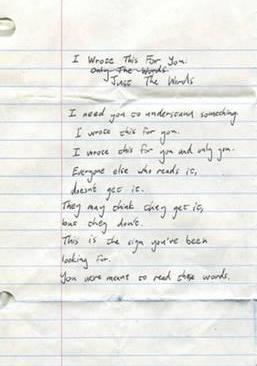 I Wrote This For You.
Only The Words
Just The Words
I need you to understand something.
I wrote this for you.
I wrote this for you and only you.
Everyone else who reads it,
doesn't get it.
They may think they get it,
but they don't.
This is the sign you've been
looking for.
You were meant to read these words.